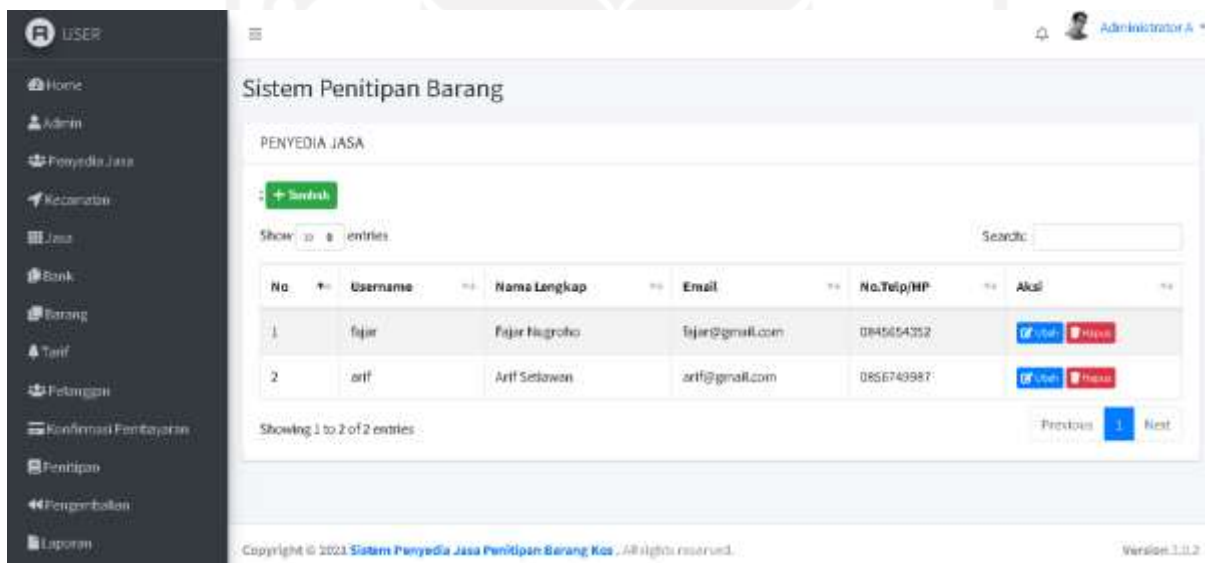 USER
Administrator A
Home
Admin
Penyedia Jasa
Kecamatan
Jasa
Bank
Barang
Tarif
Pelanggan
Konfirmasi Pembayaran
Penitipan
Pengembalian
Laporan
Sistem Penitipan Barang
PENYEDIA JASA
+ Tambah
Show 10 entries
Search:
No Username Nama Lengkap Email No.Telp/HP Aksi
1 fajar Fajar Nugroho fajar@gmail.com 0845654352 Ubah Hapus
2 arif Arif Setiawan arif@gmail.com 0856749987 Ubah Hapus
Showing 1 to 2 of 2 entries
Previous 1 Next
Copyright © 2021 Sistem Penyedia Jasa Penitipan Barang Kos . All rights reserved.
Version